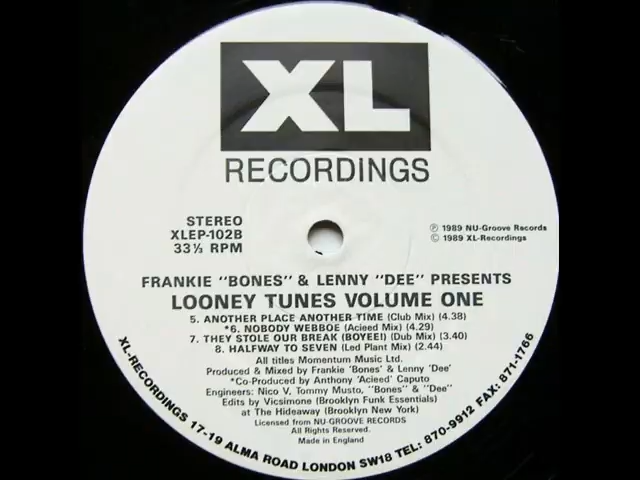 XL
RECORDINGS
STEREO
XLEP-102B
33⅓ RPM
℗ 1989 NU-Groove Records
© 1989 XL-Recordings
FRANKIE "BONES" & LENNY "DEE" PRESENTS
LOONEY TUNES VOLUME ONE
5. ANOTHER PLACE ANOTHER TIME (Club Mix) (4.38)
*6. NOBODY WEBBOE (Acieed Mix) (4.29)
7. THEY STOLE OUR BREAK (BOYEE!) (Dub Mix) (3.40)
8. HALFWAY TO SEVEN (Led Plant Mix) (2.44)
All titles Momentum Music Ltd.
Produced & Mixed by Frankie 'Bones' & Lenny 'Dee'
*Co-Produced by Anthony 'Acieed' Caputo
Engineers: Nico V, Tommy Musto, "Bones" & "Dee"
Edits by Vicsimone (Brooklyn Funk Essentials)
at The Hideaway (Brooklyn New York)
Licensed from NU-GROOVE RECORDS
All Rights Reserved.
Made in England
XL-RECORDINGS 17-19 ALMA ROAD LONDON SW18 TEL: 870-9912 FAX: 871-1766